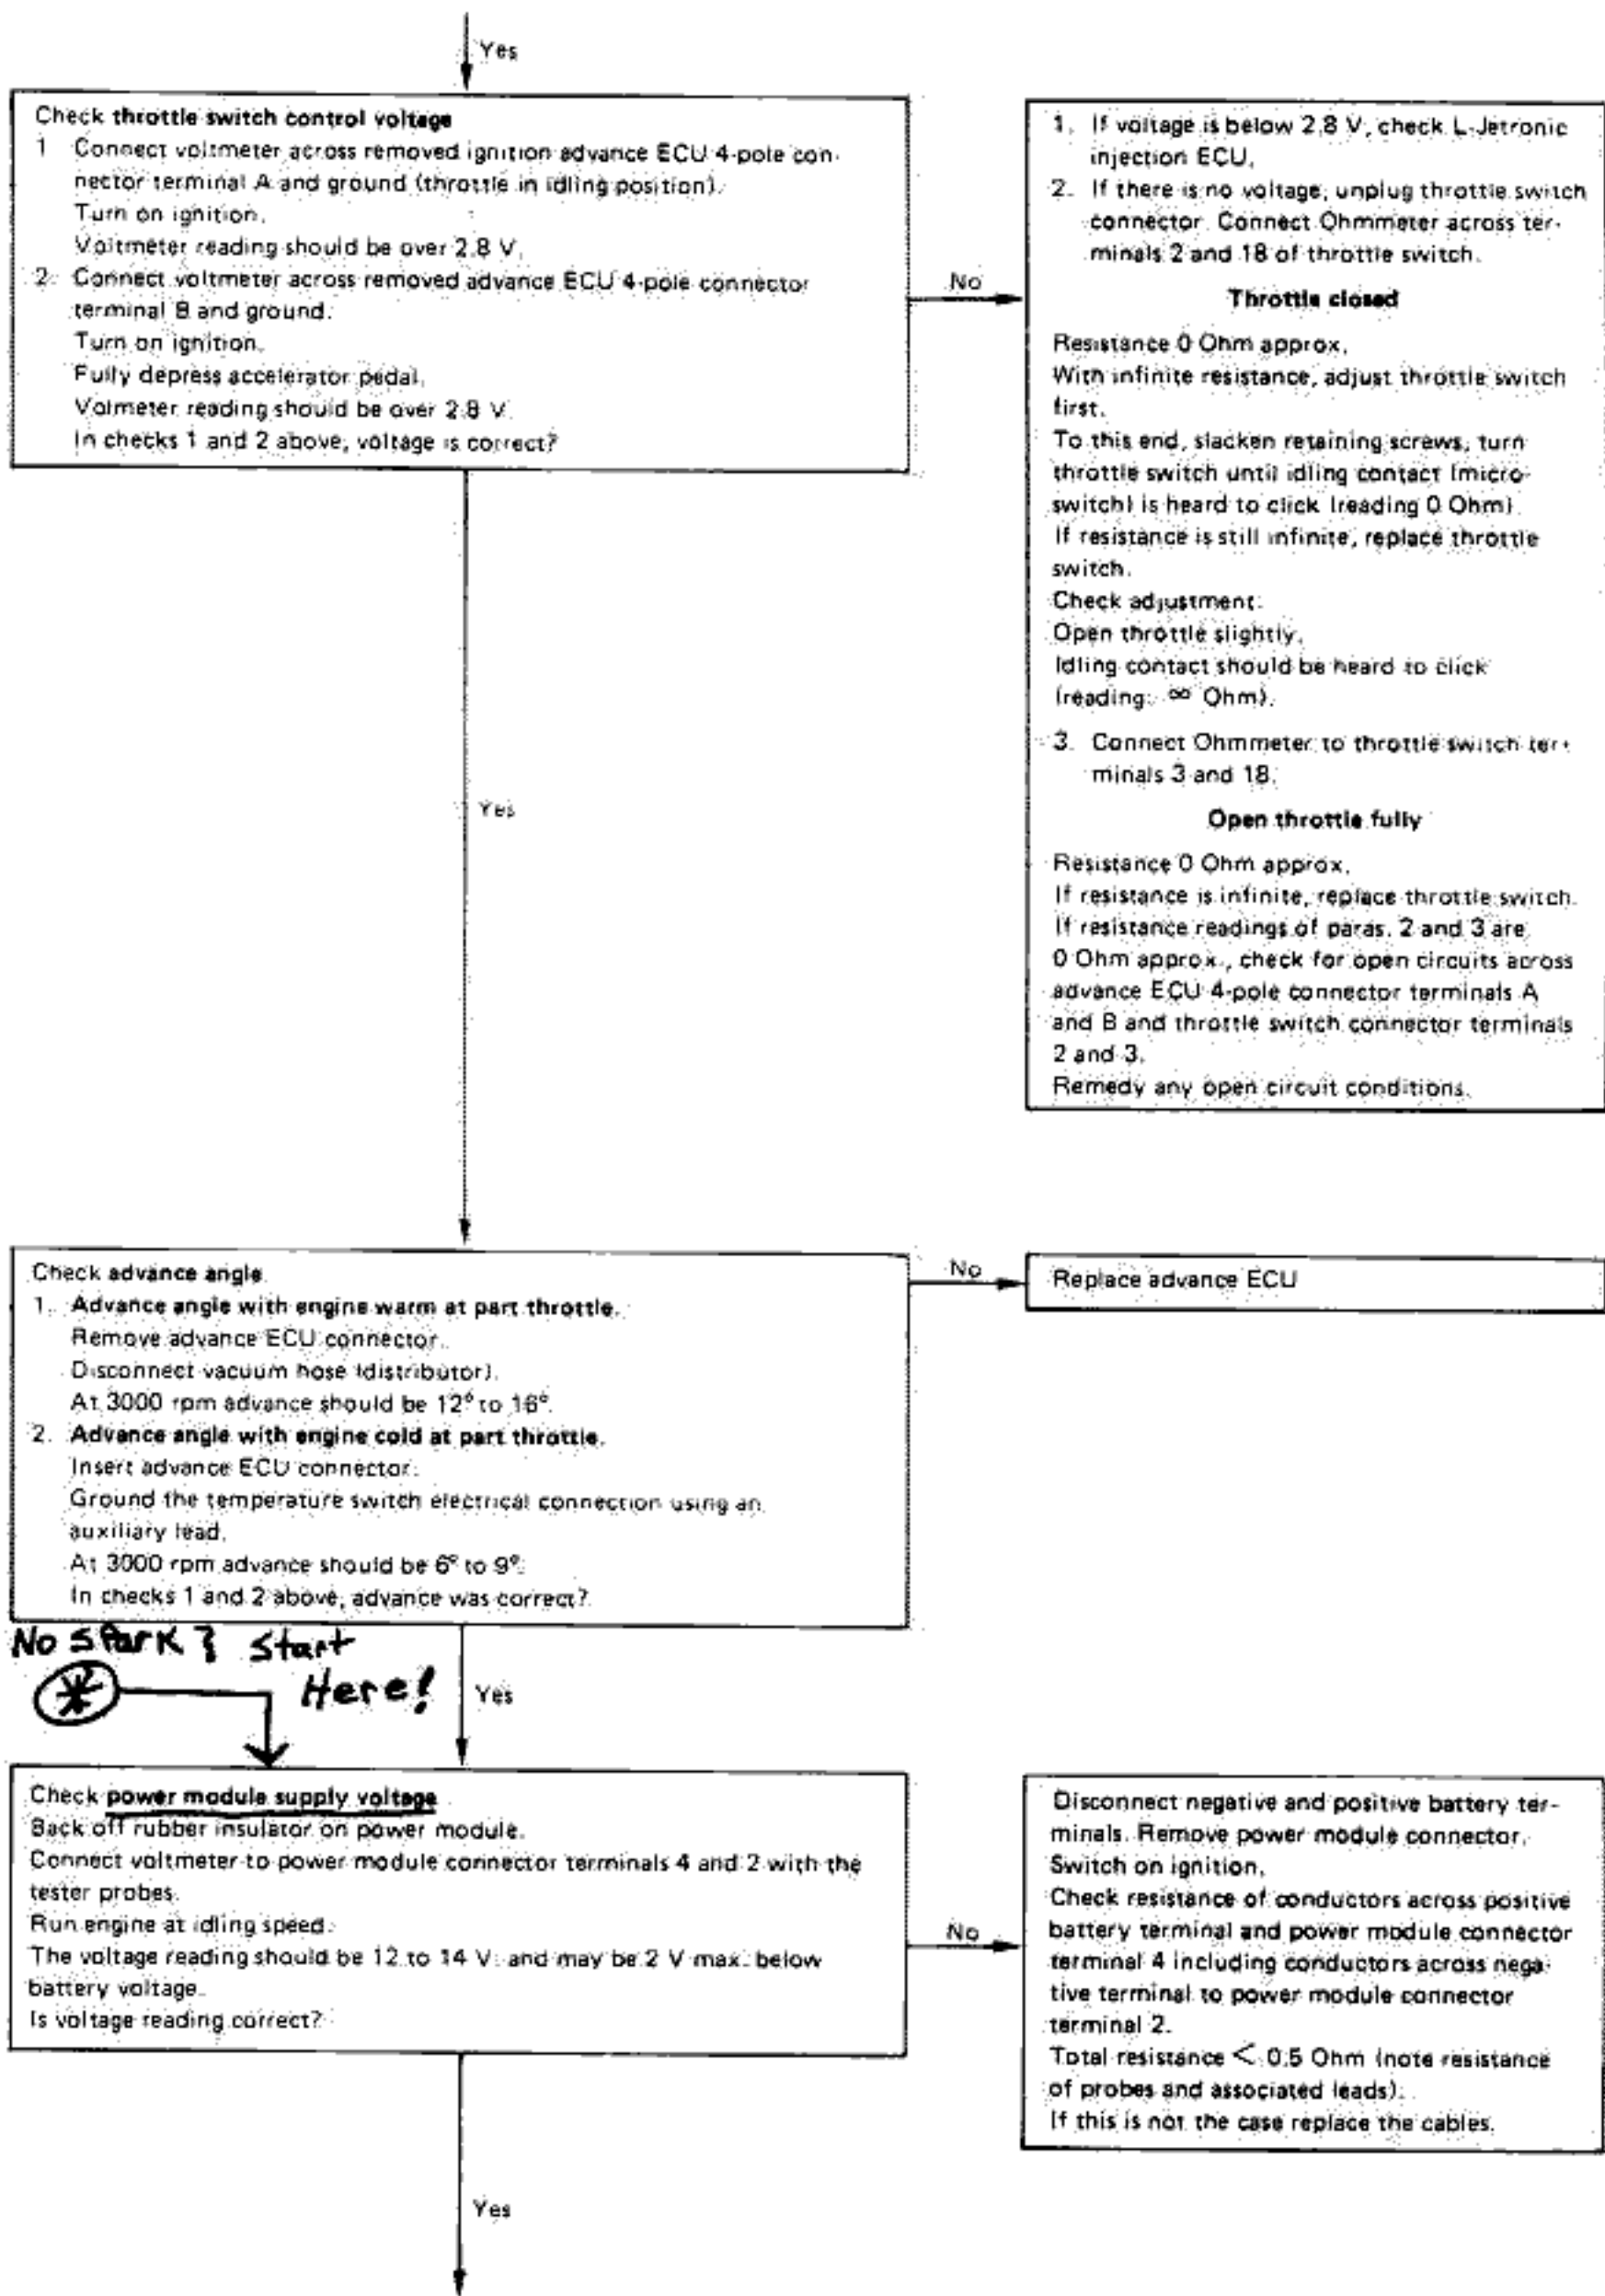 Yes
Check throttle switch control voltage
1 Connect voltmeter across removed ignition advance ECU 4-pole con-
nector terminal A and ground (throttle in idling position).
Turn on ignition.
Voltmeter reading should be over 2.8 V.
2. Connect voltmeter across removed advance ECU 4-pole connector
terminal B and ground.
Turn on ignition.
Fully depress accelerator pedal.
Volmeter reading should be over 2.8 V.
In checks 1 and 2 above, voltage is correct?
No
1. If voltage is below 2.8 V, check L-Jetronic
injection ECU.
2. If there is no voltage, unplug throttle switch
connector. Connect Ohmmeter across ter-
minals 2 and 18 of throttle switch.
Throttle closed
Resistance 0 Ohm approx.
With infinite resistance, adjust throttle switch
first.
To this end, slacken retaining screws, turn
throttle switch until idling contact (micro-
switch) is heard to click (reading 0 Ohm)
If resistance is still infinite, replace throttle
switch.
Check adjustment:
Open throttle slightly.
Idling contact should be heard to click
(reading: ∞ Ohm).
3. Connect Ohmmeter to throttle switch ter-
minals 3 and 18.
Open throttle fully
Resistance 0 Ohm approx.
If resistance is infinite, replace throttle switch.
If resistance readings of paras. 2 and 3 are
0 Ohm approx., check for open circuits across
advance ECU 4-pole connector terminals A
and B and throttle switch connector terminals
2 and 3.
Remedy any open circuit conditions.
Yes
Check advance angle
1. Advance angle with engine warm at part throttle.
Remove advance ECU connector.
Disconnect vacuum hose (distributor).
At 3000 rpm advance should be 12° to 16°.
2. Advance angle with engine cold at part throttle.
Insert advance ECU connector.
Ground the temperature switch electrical connection using an
auxiliary lead.
At 3000 rpm advance should be 6° to 9°.
In checks 1 and 2 above, advance was correct?
No
Replace advance ECU
No Spark? Start
Here!
Yes
Check power module supply voltage
Back off rubber insulator on power module.
Connect voltmeter to power module connector terminals 4 and 2 with the
tester probes.
Run engine at idling speed.
The voltage reading should be 12 to 14 V. and may be 2 V max. below
battery voltage.
Is voltage reading correct?
No
Disconnect negative and positive battery ter-
minals. Remove power module connector.
Switch on ignition.
Check resistance of conductors across positive
battery terminal and power module connector
terminal 4 including conductors across nega-
tive terminal to power module connector
terminal 2.
Total resistance < 0.5 Ohm (note resistance
of probes and associated leads).
If this is not the case replace the cables.
Yes